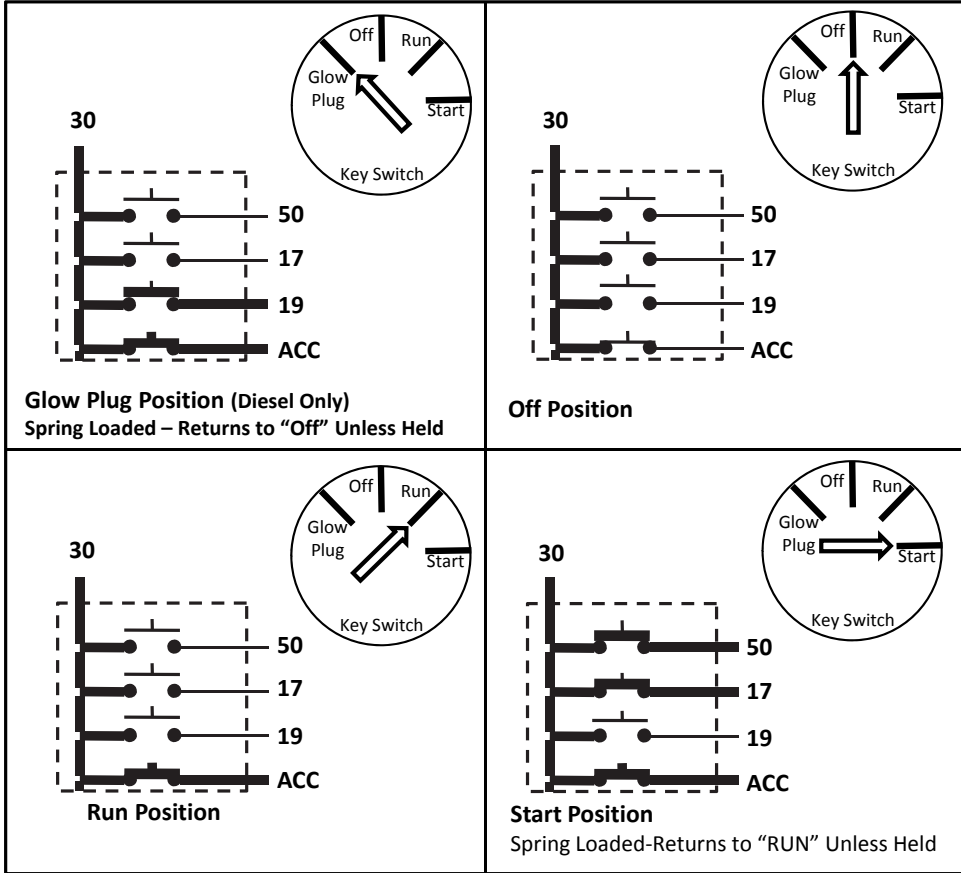 Off
Run
Glow
Plug
Start
Key Switch
30
50
17
19
ACC
Glow Plug Position (Diesel Only)
Spring Loaded – Returns to "Off" Unless Held
Off
Run
Glow
Plug
Start
Key Switch
30
50
17
19
ACC
Off Position
Off
Run
Glow
Plug
Start
Key Switch
30
50
17
19
ACC
Run Position
Off
Run
Glow
Plug
Start
Key Switch
30
50
17
19
ACC
Start Position
Spring Loaded-Returns to "RUN" Unless Held